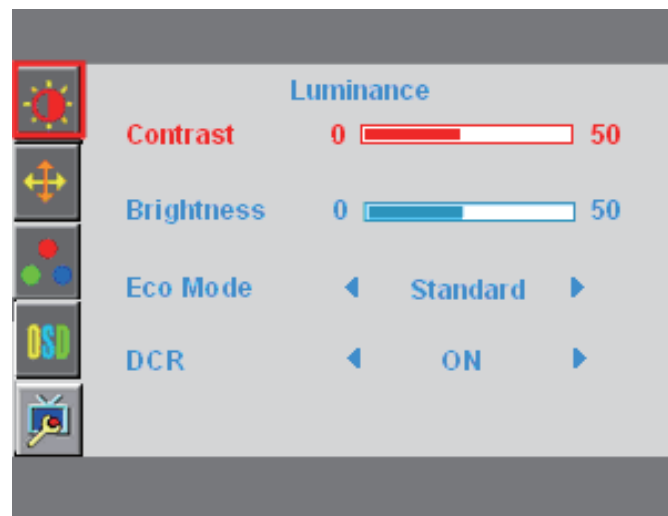 Luminance
Contrast 0 50
Brightness 0 50
Eco Mode Standard
DCR ON
OSD